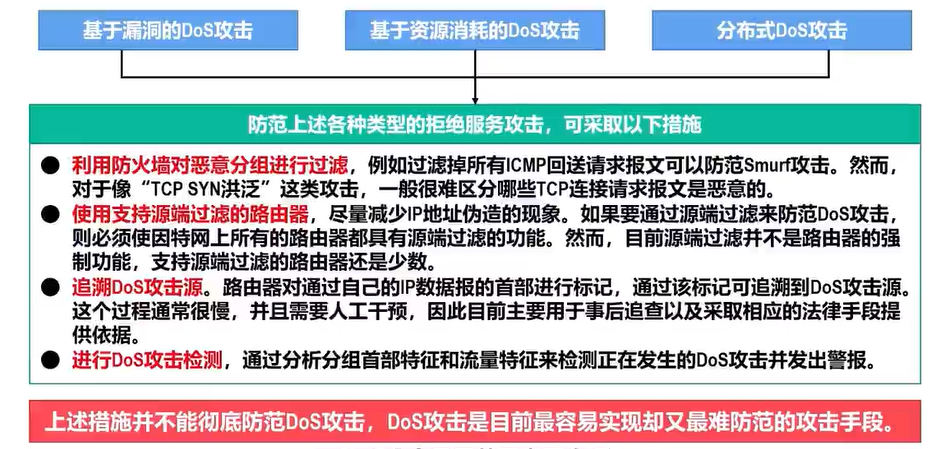 基于漏洞的DoS攻击
基于资源消耗的DoS攻击
分布式DoS攻击
防范上述各种类型的拒绝服务攻击，可采取以下措施
● 利用防火墙对恶意分组进行过滤，例如过滤掉所有ICMP回送请求报文可以防范Smurf攻击。然而，
对于像“TCP SYN洪泛”这类攻击，一般很难区分哪些TCP连接请求报文是恶意的。
● 使用支持源端过滤的路由器，尽量减少IP地址伪造的现象。如果要通过源端过滤来防范DoS攻击，
则必须使因特网上所有的路由器都具有源端过滤的功能。然而，目前源端过滤并不是路由器的强
制功能，支持源端过滤的路由器还是少数。
● 追溯DoS攻击源。路由器对通过自己的IP数据报的首部进行标记，通过该标记可追溯到DoS攻击源。
这个过程通常很慢，并且需要人工干预，因此目前主要用于事后追查以及采取相应的法律手段提
供依据。
● 进行DoS攻击检测，通过分析分组首部特征和流量特征来检测正在发生的DoS攻击并发出警报。
上述措施并不能彻底防范DoS攻击，DoS攻击是目前最容易实现却又最难防范的攻击手段。